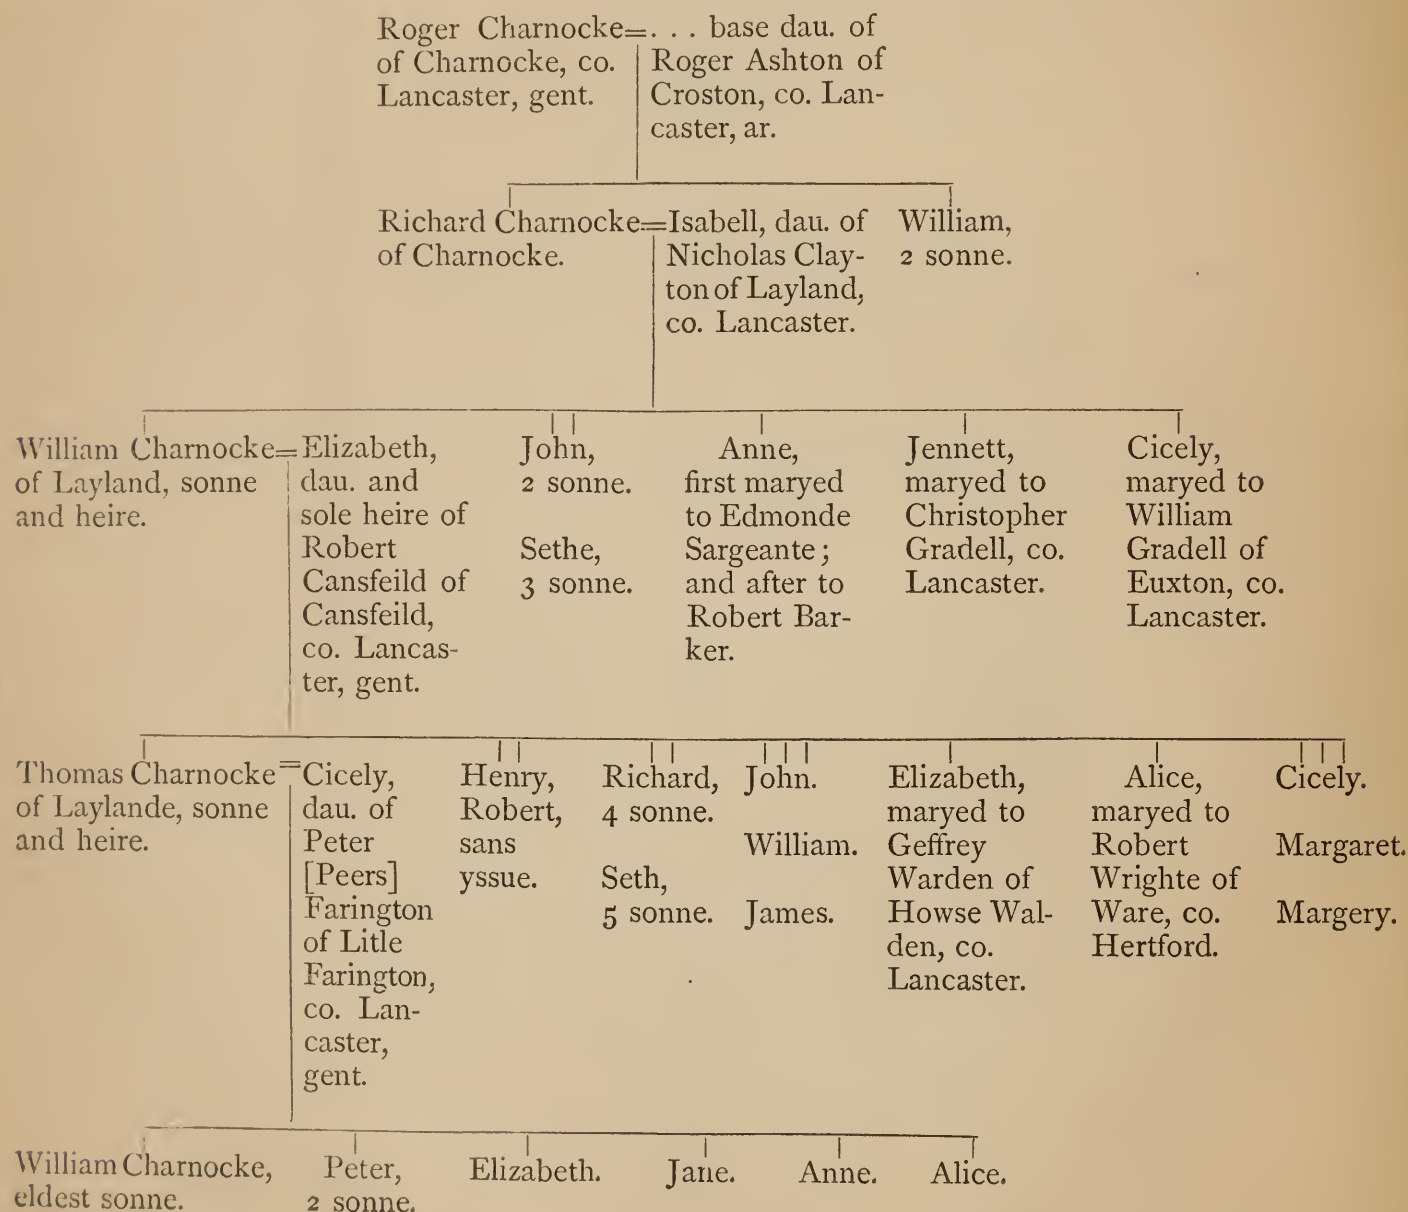 Roger Charnocke=. . . base dau. of
of Charnocke, co. Roger Ashton of
Lancaster, gent. Croston, co. Lan-
caster, ar.
Richard Charnocke=Isabell, dau. of William,
of Charnocke. Nicholas Clay- 2 sonne.
ton of Layland,
co. Lancaster.
William Charnocke=Elizabeth, John, Anne, Jennett, Cicely,
of Layland, sonne dau. and 2 sonne. first maryed maryed to maryed to
and heire. sole heire of to Edmonde Christopher William
Robert Sethe, Sargeante; Gradell, co. Gradell of
Cansfeild of 3 sonne. and after to Lancaster. Euxton, co.
Cansfeild, Robert Bar- Lancaster.
co. Lancas- ker.
ter, gent.
Thomas Charnocke=Cicely, Henry, Richard, John. Elizabeth, Alice, Cicely.
of Laylande, sonne dau. of Robert, 4 sonne. maryed to maryed to
and heire. Peter sans William. Geffrey Robert Margaret.
[Peers] yssue. Seth, Warden of Wrighte of
Farington 5 sonne. James. Howse Wal- Ware, co. Margery.
of Litle den, co. Hertford.
Farington, Lancaster.
co. Lan-
caster,
gent.
William Charnocke, Peter, Elizabeth. Jane. Anne. Alice.
eldest sonne. 2 sonne.